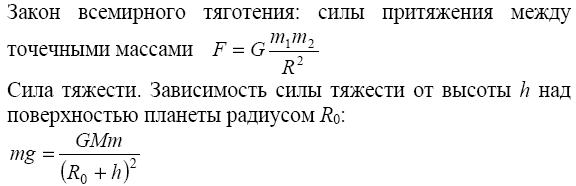 Закон всемирного тяготения: силы притяжения между
точечными массами F = G \frac{m_1 m_2}{R^2}
Сила тяжести. Зависимость силы тяжести от высоты h над
поверхностью планеты радиусом R_0:
mg = \frac{GMm}{(R_0 + h)^2}